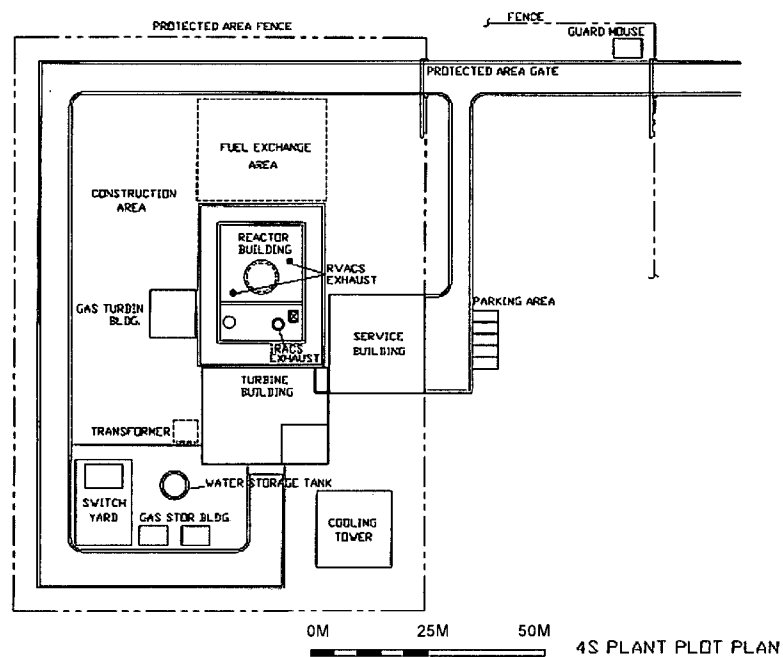 PROTECTED AREA FENCE
FENCE
GUARD HOUSE
PROTECTED AREA GATE
FUEL EXCHANGE
AREA
CONSTRUCTION
AREA
REACTOR
BUILDING
RVACS
EXHAUST
GAS TURBIN
BLDG.
PARKING AREA
SERVICE
BUILDING
IRACS
EXHAUST
TURBINE
BUILDING
TRANSFORMER
WATER STORAGE TANK
SWITCH
YARD
GAS STOR BLDG.
COOLING
TOWER
0M 25M 50M
4S PLANT PLOT PLAN